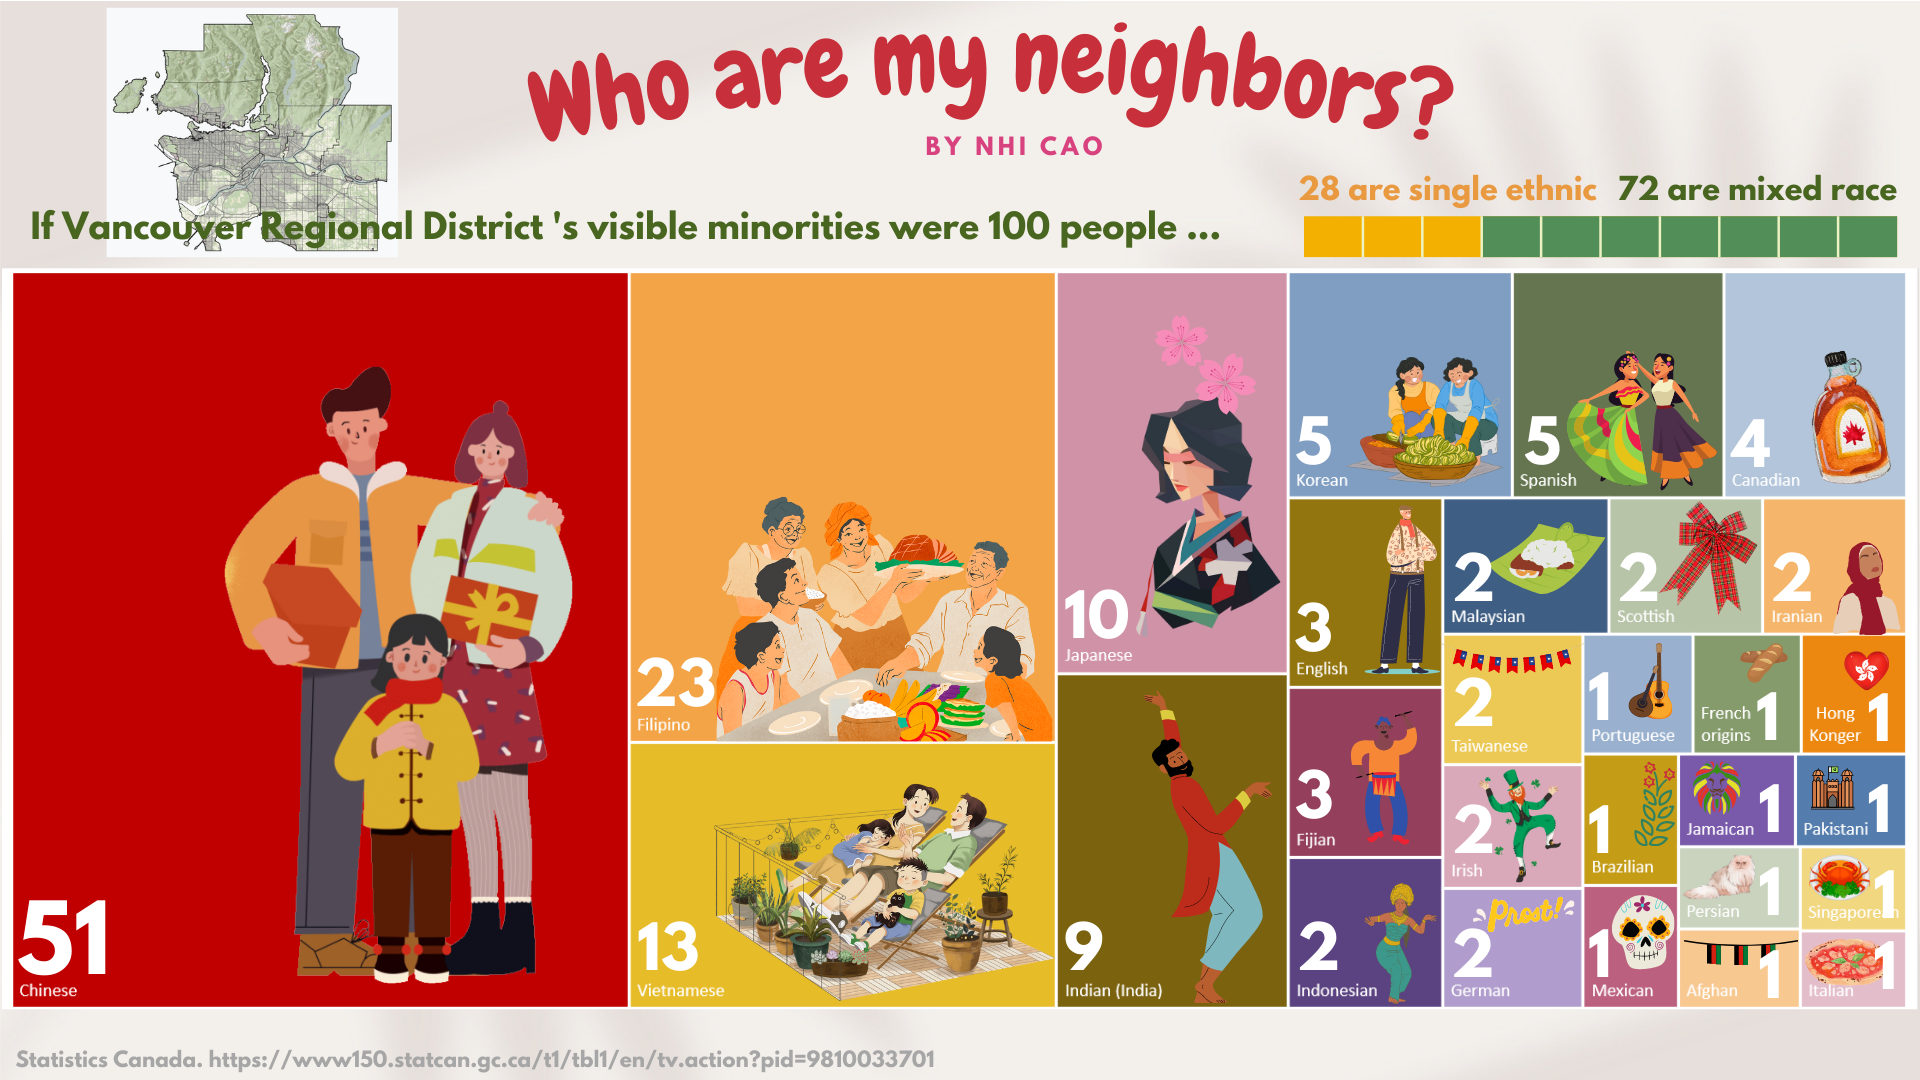 Who are my neighbors?
BY NHI CAO
28 are single ethnic 72 are mixed race
If Vancouver Regional District 's visible minorities were 100 people ...
51
Chinese
23
Filipino
13
Vietnamese
10
Japanese
9
Indian (India)
5
Korean
5
Spanish
4
Canadian
3
English
3
Fijian
2
Indonesian
2
Malaysian
2
Scottish
2
Iranian
2
Taiwanese
2
Irish
Prost!
2
German
1
Portuguese
French
origins
1
Hong
Konger
1
1
Brazilian
Jamaican
1
Pakistani
1
1
Mexican
Persian
1
Singaporean
1
Afghan
1
Italian
1
Statistics Canada. https://www150.statcan.gc.ca/t1/tbl1/en/tv.action?pid=9810033701